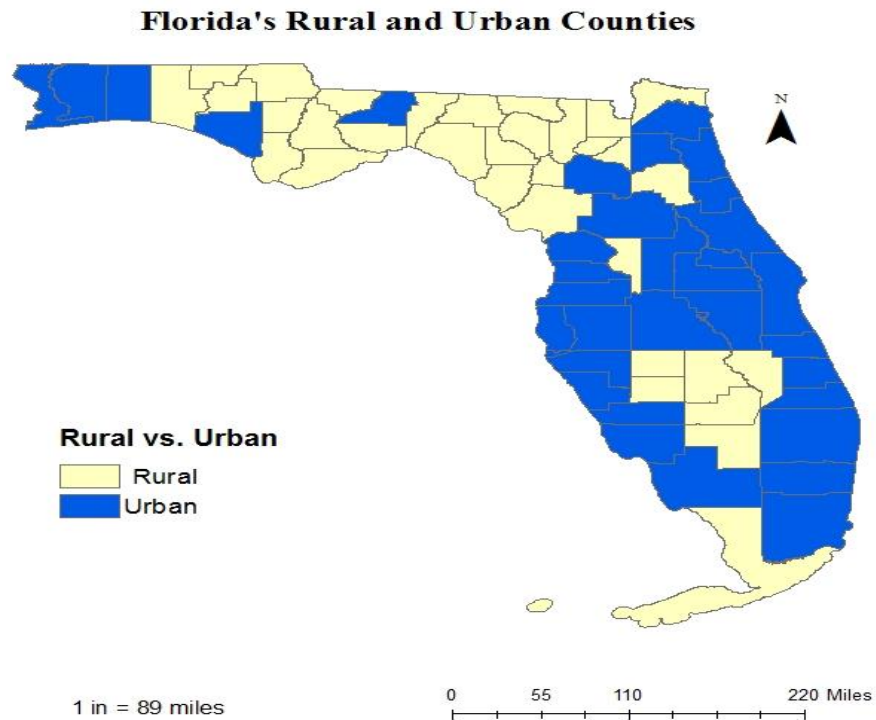 Florida's Rural and Urban Counties
N
Rural vs. Urban
Rural
Urban
1 in = 89 miles
0 55 110 220 Miles